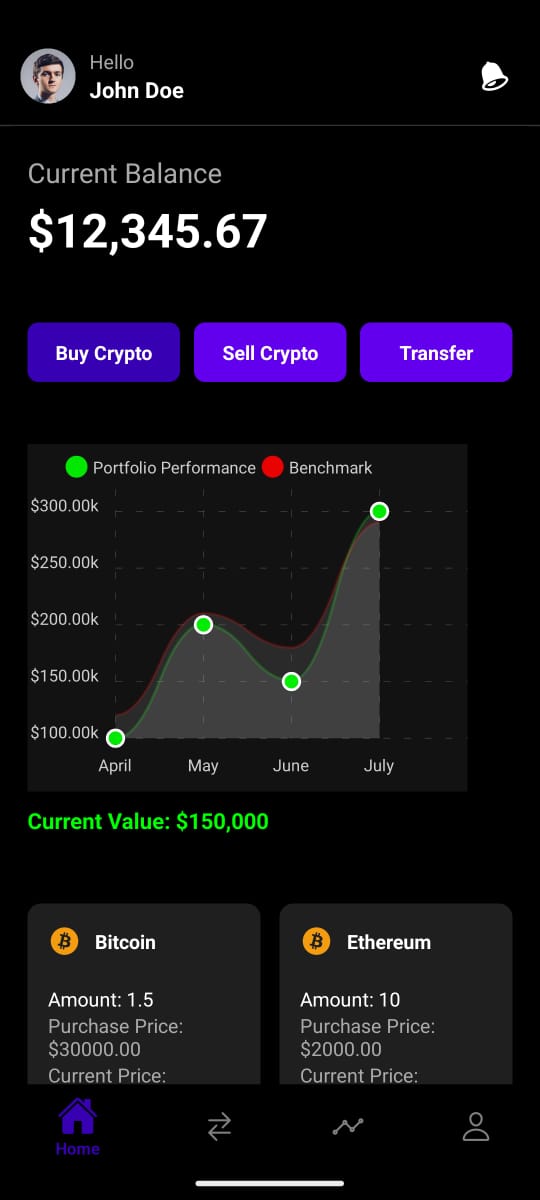 Hello
John Doe
Current Balance
$12,345.67
Buy Crypto
Sell Crypto
Transfer
Portfolio Performance
Benchmark
$300.00k
$250.00k
$200.00k
$150.00k
$100.00k
April
May
June
July
Current Value: $150,000
Bitcoin
Amount: 1.5
Purchase Price:
$30000.00
Current Price:
Ethereum
Amount: 10
Purchase Price:
$2000.00
Current Price:
Home